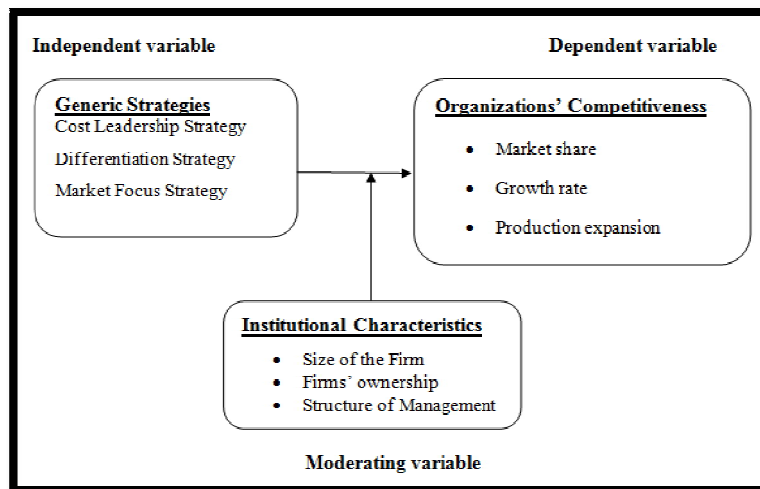 Independent variable
Dependent variable
Generic Strategies
Cost Leadership Strategy
Differentiation Strategy
Market Focus Strategy
Organizations’ Competitiveness
• Market share
• Growth rate
• Production expansion
Institutional Characteristics
• Size of the Firm
• Firms’ ownership
• Structure of Management
Moderating variable